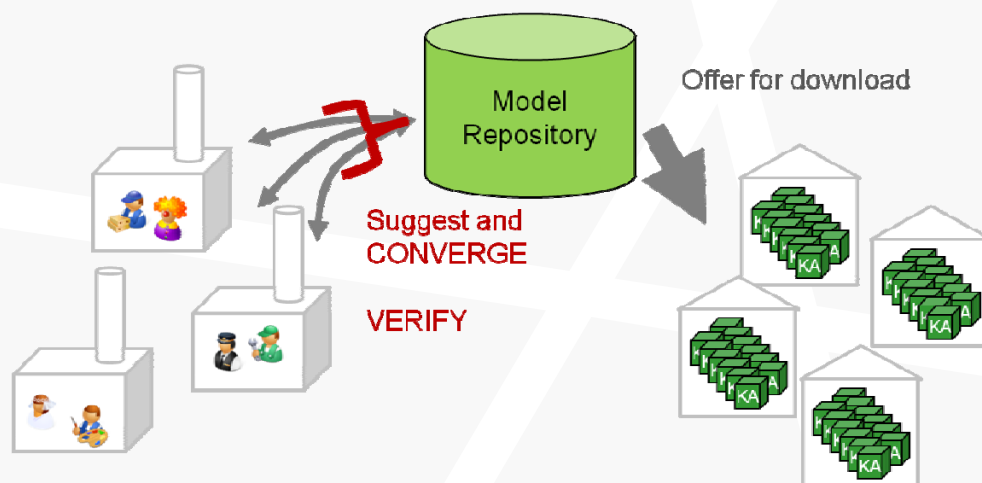 Model
Repository
Offer for download
Suggest and
CONVERGE
VERIFY
KA
KA
KA
KA